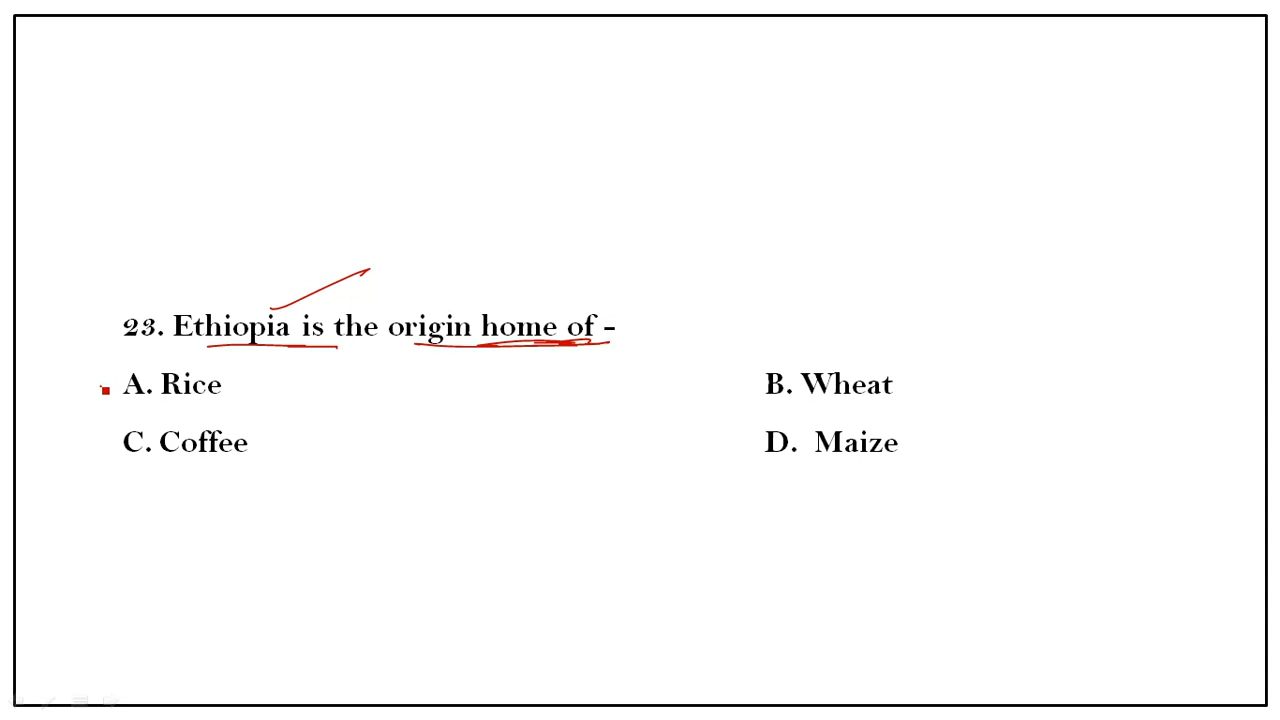 23. Ethiopia is the origin home of -
A. Rice
B. Wheat
C. Coffee
D. Maize